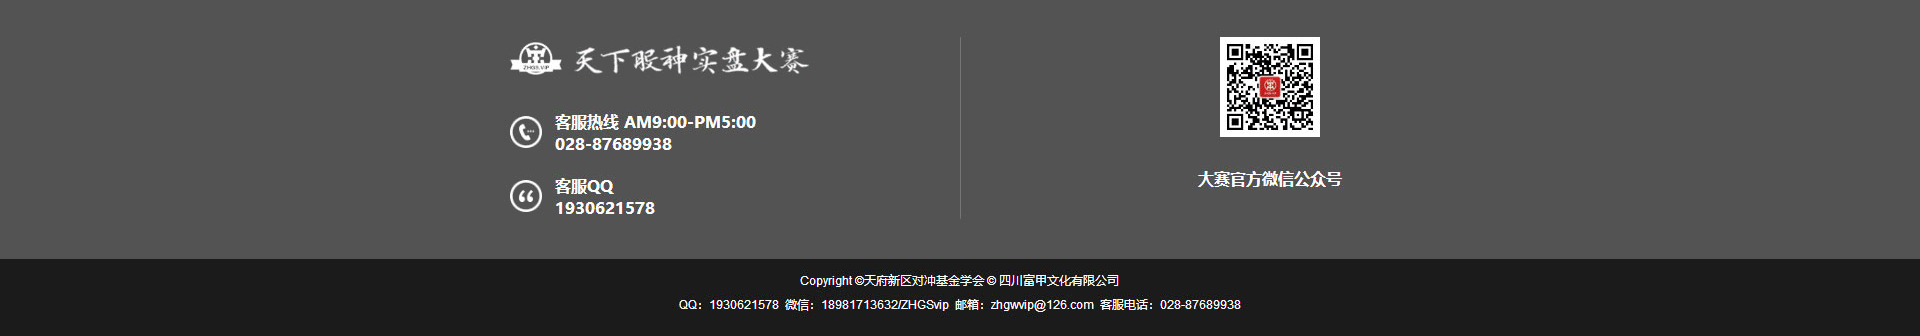 ZHGS.VIP
天下股神实盘大赛
客服热线 AM9:00-PM5:00
028-87689938
客服QQ
1930621578
大赛官方微信公众号
Copyright ©天府新区对冲基金学会 © 四川富甲文化有限公司
QQ：1930621578 微信：18981713632/ZHGSvip 邮箱：zhgwvip@126.com 客服电话：028-87689938